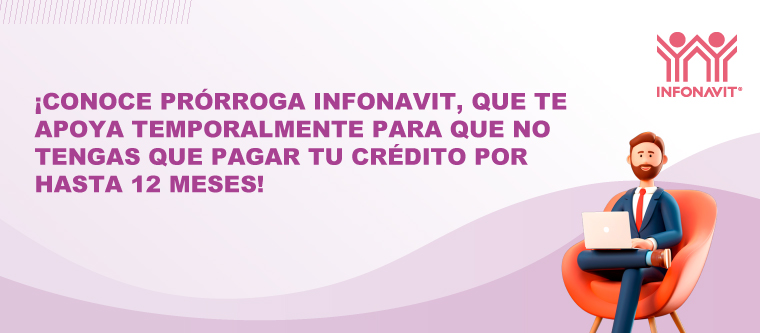 ¡CONOCE PRÓRROGA INFONAVIT, QUE TE
APOYA TEMPORALMENTE PARA QUE NO
TENGAS QUE PAGAR TU CRÉDITO POR
HASTA 12 MESES!
INFONAVIT®